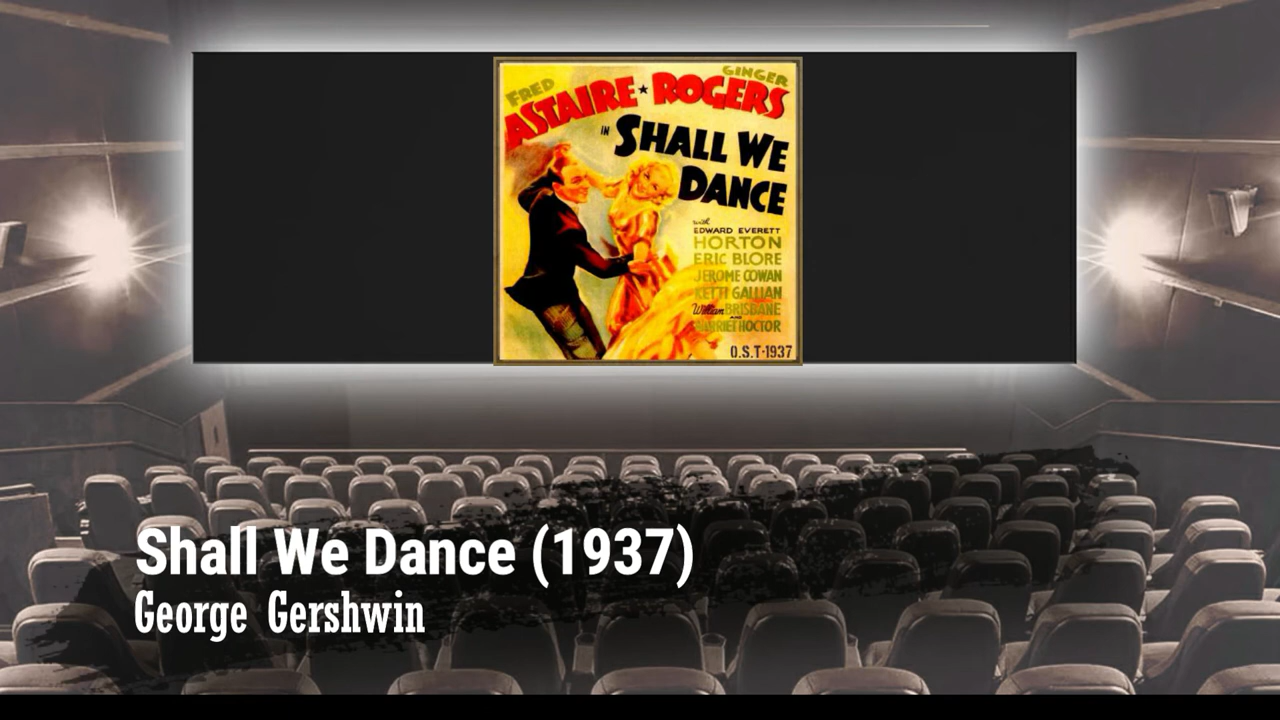 FRED GINGER
ASTAIRE ★ ROGERS
IN SHALL WE
DANCE
with
EDWARD EVERETT
HORTON
ERIC BLORE
JEROME COWAN
KETTI GALLIAN
William BRISBANE
AND
HARRIET HOCTOR
O.S.T-1937
Shall We Dance (1937)
George Gershwin